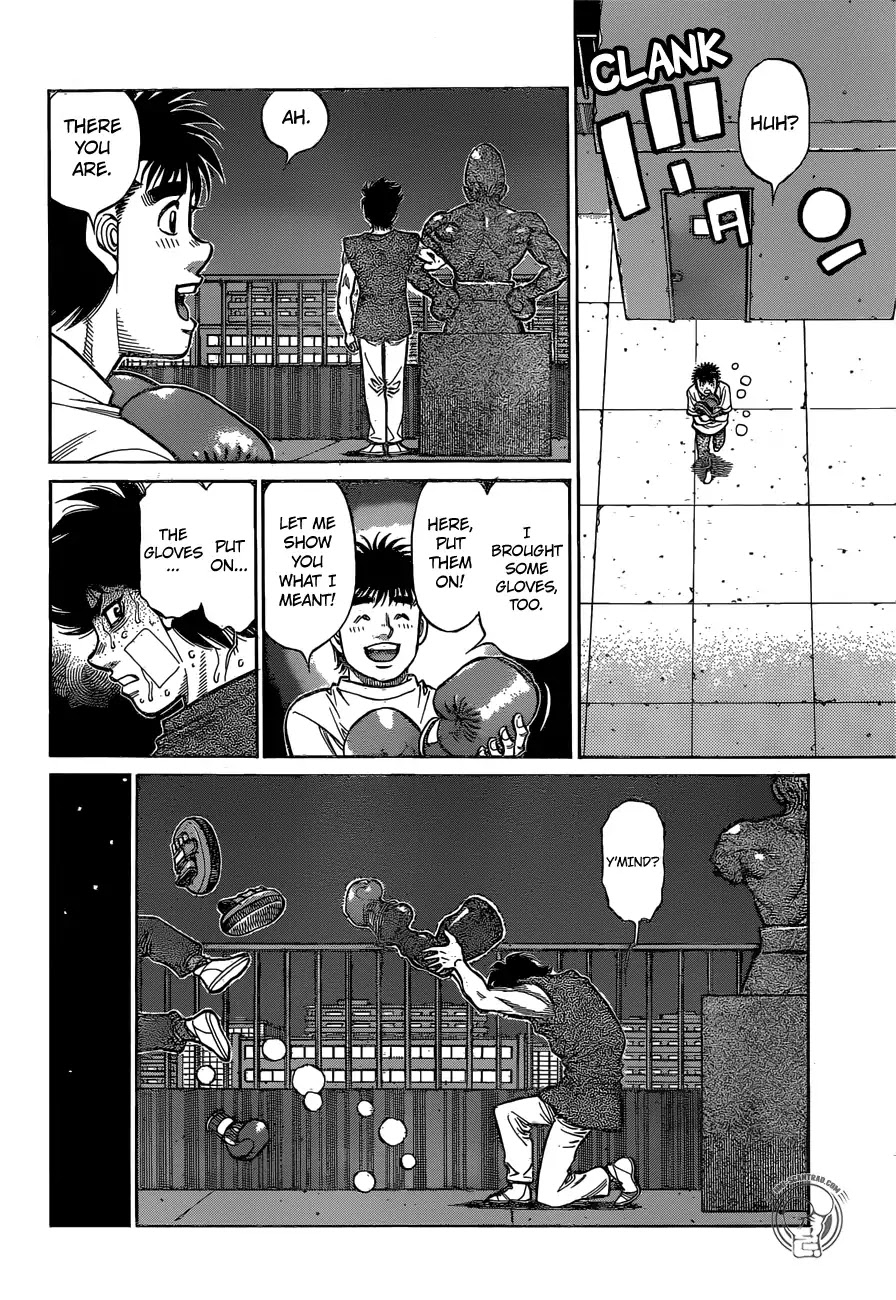 CLANK
HUH?
AH.
THERE
YOU
ARE.
I
BROUGHT
SOME
GLOVES,
TOO.
HERE,
PUT
THEM
ON!
LET ME
SHOW
YOU
WHAT I
MEANT!
PUT
ON...
THE
GLOVES
...
Y'MIND?